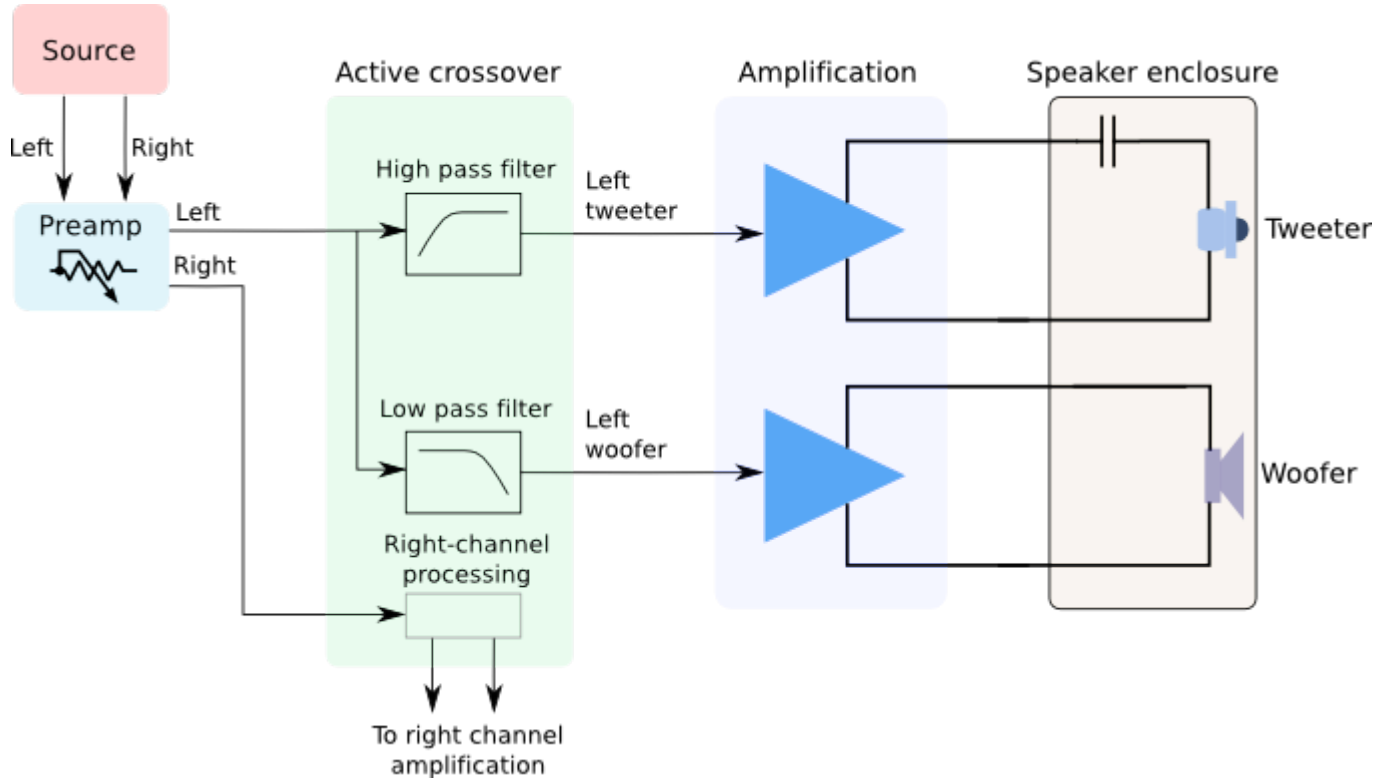 Source
Active crossover
Amplification
Speaker enclosure
Left
Right
High pass filter
Left
tweeter
Preamp
Left
Tweeter
Right
Low pass filter
Left
woofer
Woofer
Right-channel
processing
To right channel
amplification